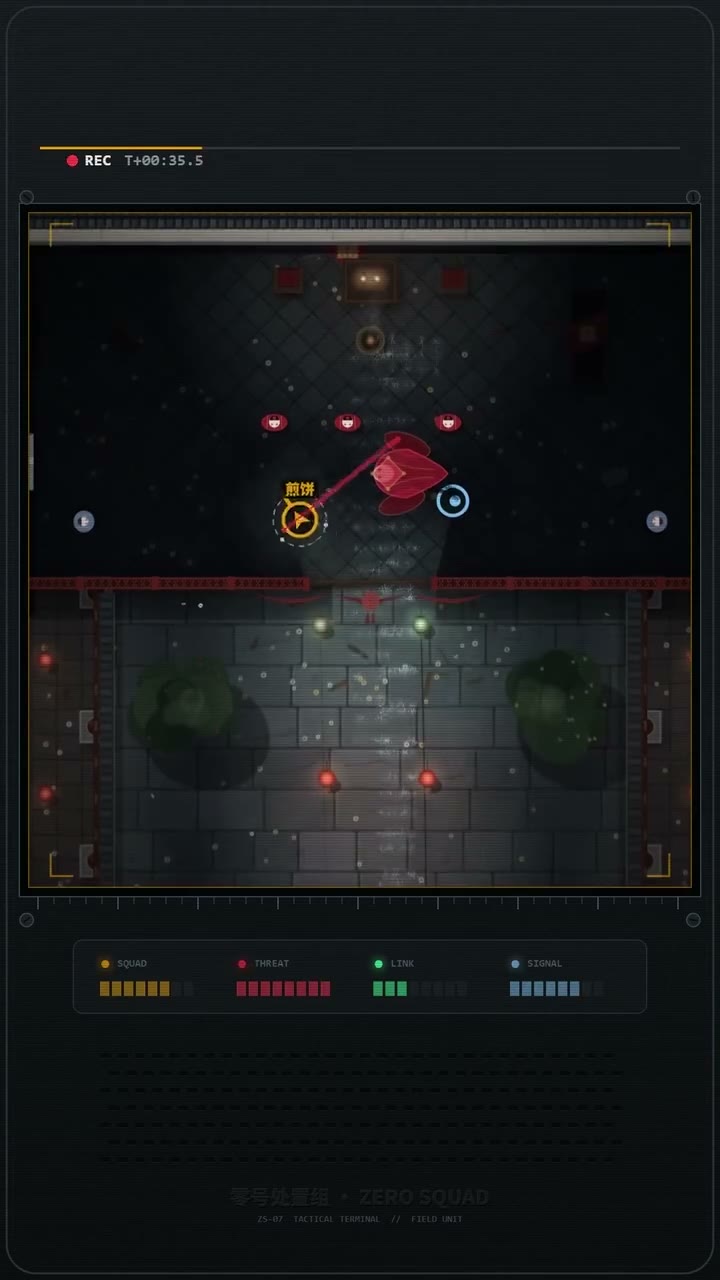 REC T+00:35.5
煎饼
SQUAD
THREAT
LINK
SIGNAL
零号处置组 • ZERO SQUAD
ZS-07 TACTICAL TERMINAL // FIELD UNIT